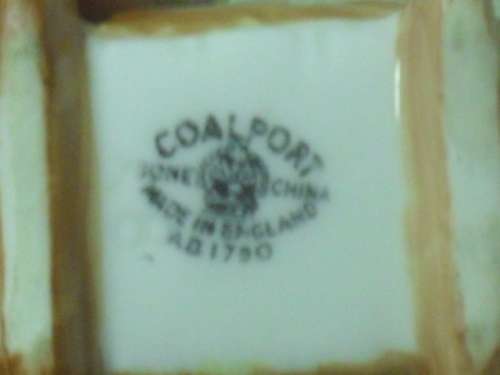 COALPORT
BONE CHINA
MADE IN ENGLAND
A.D. 1750